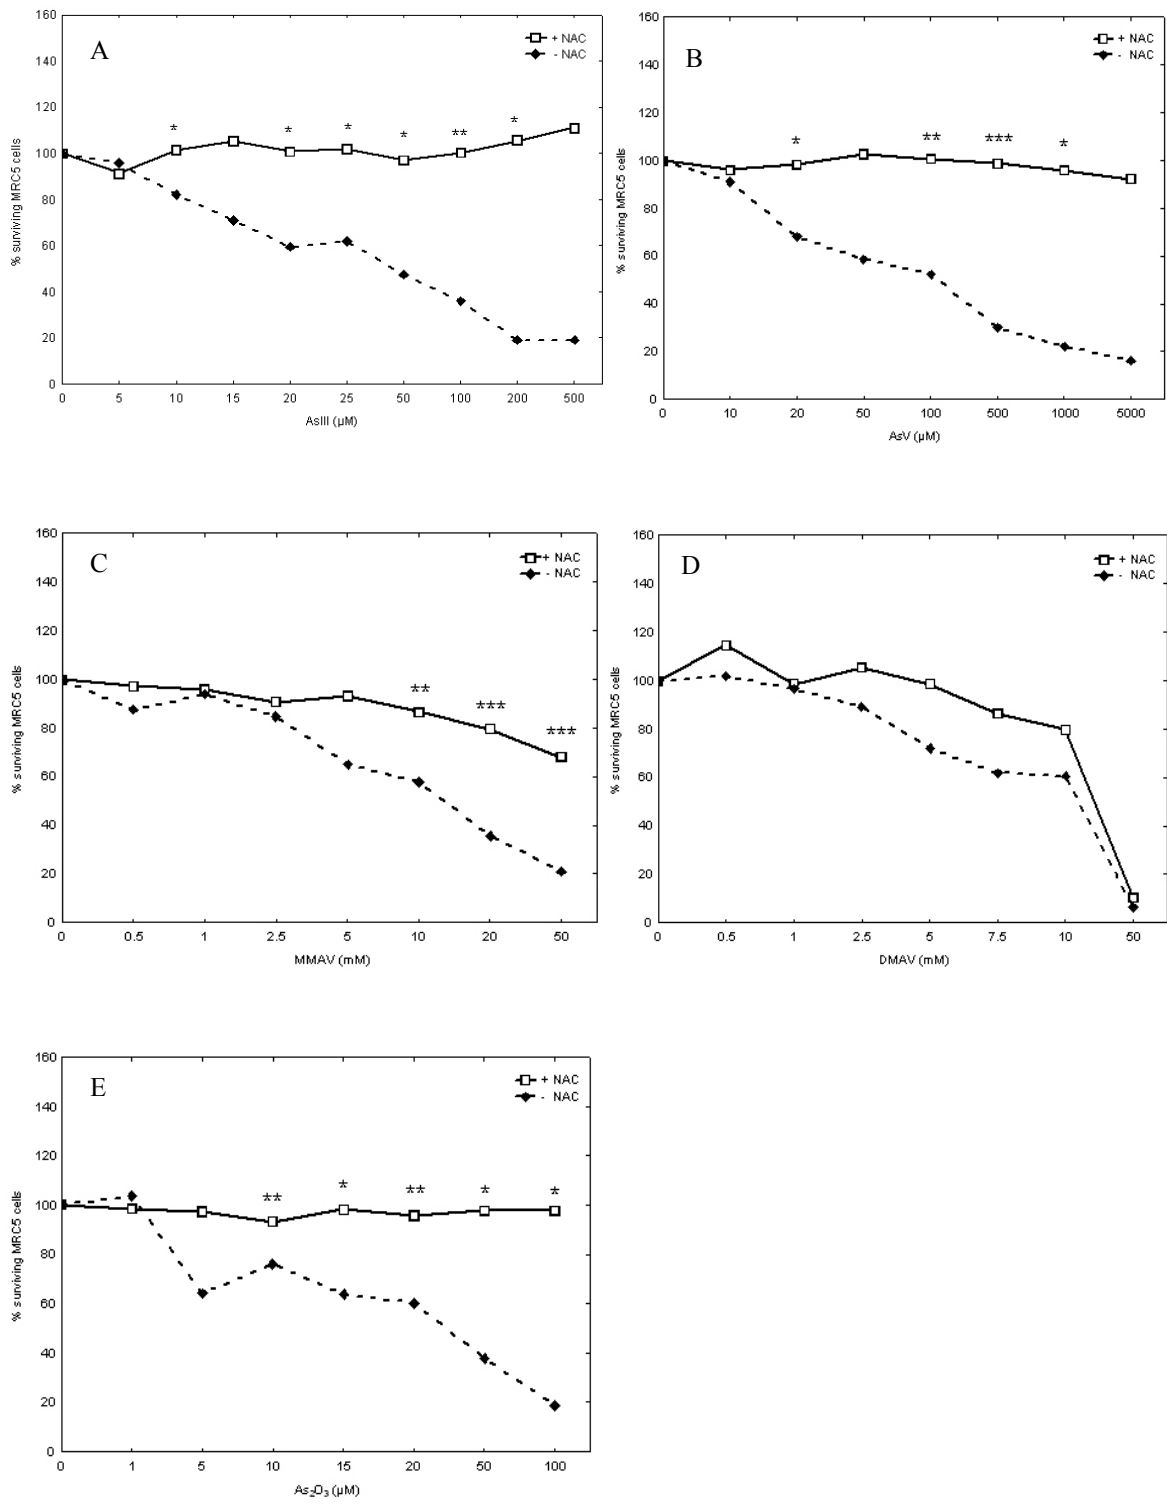 A
160
140
120
100
80
60
40
20
0
% surviving MRC5 cells
+ NAC
- NAC
* * * * ** *
0 5 10 15 20 25 50 100 200 500
AsIII (µM)
B
160
140
120
100
80
60
40
20
0
% surviving MRC5 cells
+ NAC
- NAC
* ** *** *
0 10 20 50 100 500 1000 5000
AsV (µM)
C
160
140
120
100
80
60
40
20
0
% surviving MRC5 cells
+ NAC
- NAC
** *** ***
0 0.5 1 2.5 5 10 20 50
MMAV (mM)
D
160
140
120
100
80
60
40
20
0
% surviving MRC5 cells
+ NAC
- NAC
0 0.5 1 2.5 5 7.5 10 50
DMAV (mM)
E
160
140
120
100
80
60
40
20
0
% surviving MRC5 cells
+ NAC
- NAC
** * ** * *
0 1 5 10 15 20 50 100
As₂O₃ (µM)